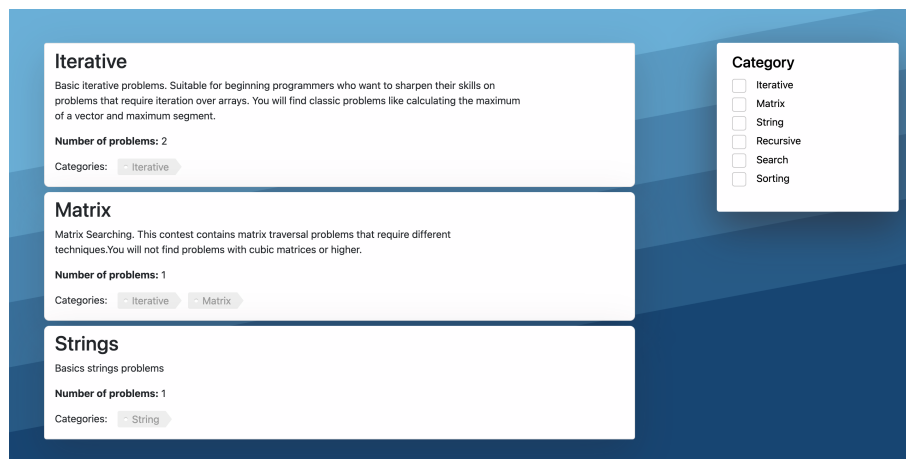 Iterative
Basic iterative problems. Suitable for beginning programmers who want to sharpen their skills on
problems that require iteration over arrays. You will find classic problems like calculating the maximum
of a vector and maximum segment.
Number of problems: 2
Categories: Iterative
Matrix
Matrix Searching. This contest contains matrix traversal problems that require different
techniques.You will not find problems with cubic matrices or higher.
Number of problems: 1
Categories: Iterative Matrix
Strings
Basics strings problems
Number of problems: 1
Categories: String
Category
Iterative
Matrix
String
Recursive
Search
Sorting